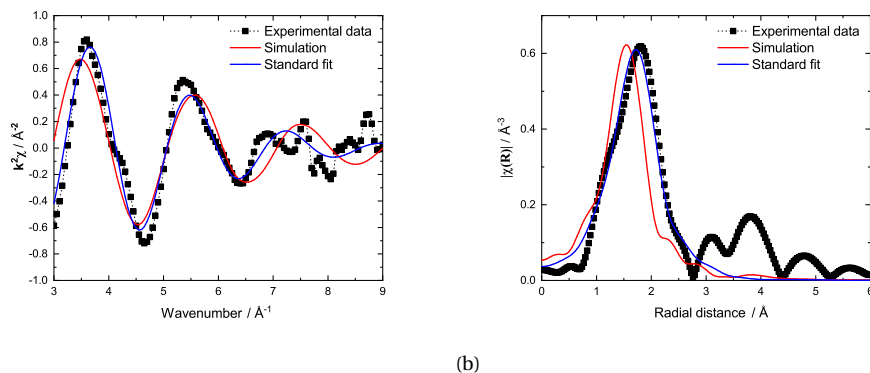 1.0
0.8
0.6
0.4
0.2
0.0
-0.2
-0.4
-0.6
-0.8
-1.0
k²χ / Å⁻²
3 4 5 6 7 8 9
Wavenumber / Å⁻¹
Experimental data
Simulation
Standard fit
0.6
0.4
0.2
0.0
|χ(R)| / Å⁻³
0 1 2 3 4 5 6
Radial distance / Å
Experimental data
Simulation
Standard fit
(b)